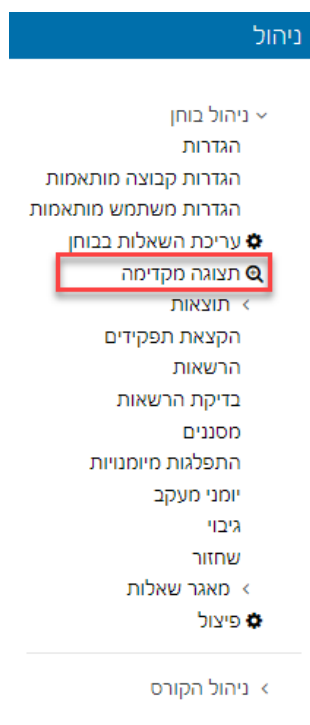 ניהול
ניהול בוחן
הגדרות
הגדרות קבוצה מותאמות
הגדרות משתמש מותאמות
עריכת השאלות בבוחן
תצוגה מקדימה
תוצאות
הקצאת תפקידים
הרשאות
בדיקת הרשאות
מסננים
התפלגות מיומנויות
יומני מעקב
גיבוי
שחזור
מאגר שאלות
פיצול
ניהול הקורס